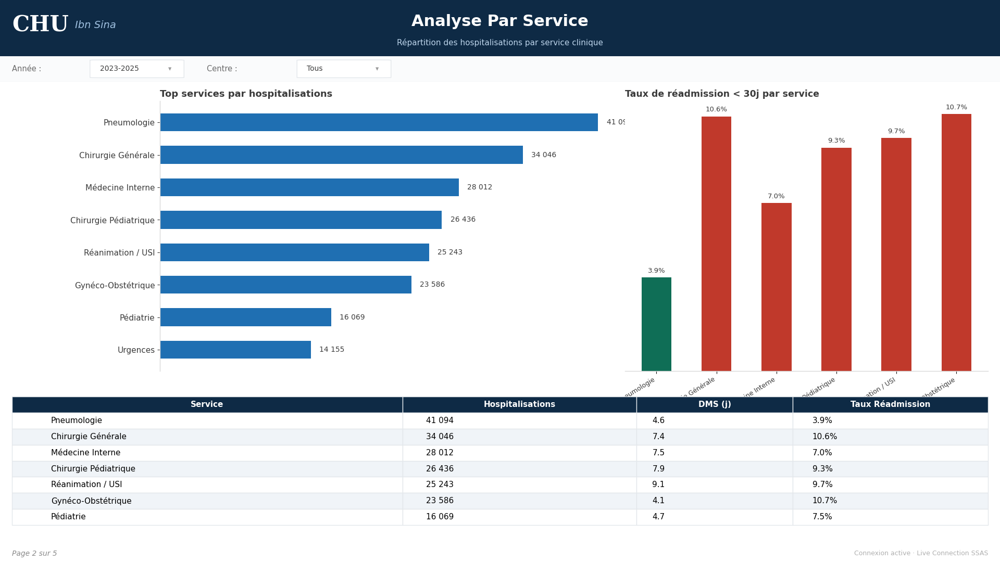 CHU Ibn Sina
Analyse Par Service
Répartition des hospitalisations par service clinique
Année :
2023-2025
Centre :
Tous
Top services par hospitalisations
Pneumologie
41 09
Chirurgie Générale
34 046
Médecine Interne
28 012
Chirurgie Pédiatrique
26 436
Réanimation / USI
25 243
Gynéco-Obstétrique
23 586
Pédiatrie
16 069
Urgences
14 155
Taux de réadmission < 30j par service
3.9%
10.6%
7.0%
9.3%
9.7%
10.7%
eumologie
ie Générale
ine Interne
Pédiatrique
ation / USI
Obstétrique
Service Hospitalisations DMS (j) Taux Réadmission
Pneumologie 41 094 4.6 3.9%
Chirurgie Générale 34 046 7.4 10.6%
Médecine Interne 28 012 7.5 7.0%
Chirurgie Pédiatrique 26 436 7.9 9.3%
Réanimation / USI 25 243 9.1 9.7%
Gynéco-Obstétrique 23 586 4.1 10.7%
Pédiatrie 16 069 4.7 7.5%
Page 2 sur 5
Connexion active · Live Connection SSAS